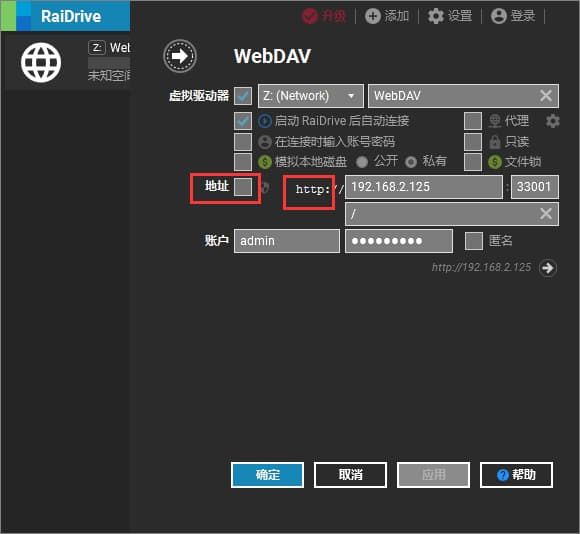 RaiDrive
升级 添加 设置 登录
Z: Web
未知空间
WebDAV
虚拟驱动器 Z: (Network) WebDAV
启动 RaiDrive 后自动连接 代理
在连接时输入账号密码 只读
模拟本地磁盘 公开 私有 文件锁
地址 http:// 192.168.2.125 : 33001
/
账户 admin 匿名
http://192.168.2.125
确定 取消 应用 帮助